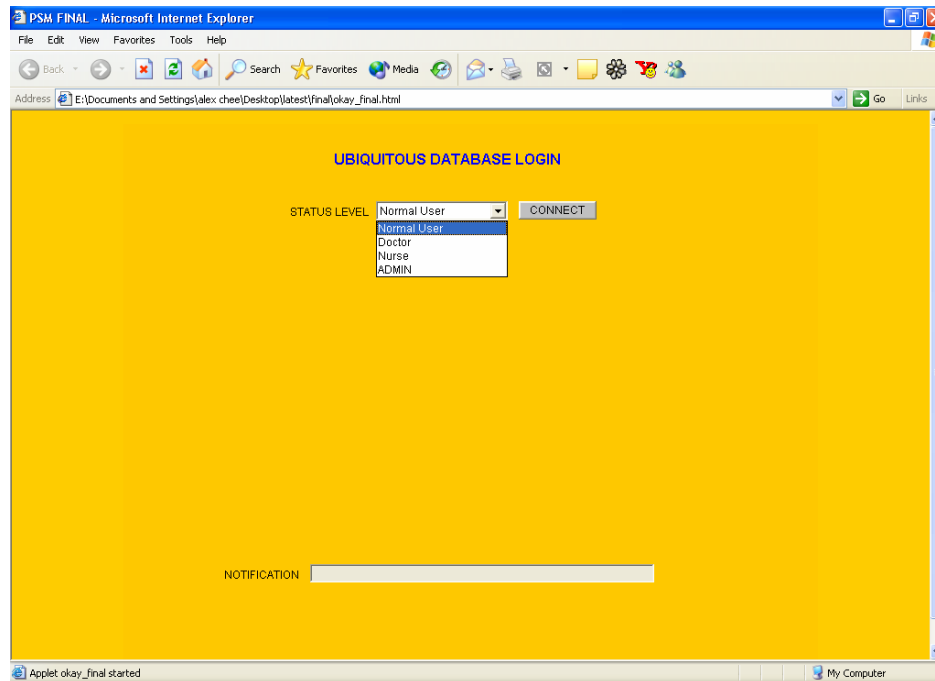 PSM FINAL - Microsoft Internet Explorer
File Edit View Favorites Tools Help
Back Search Favorites Media
Address E:\Documents and Settings\alex chee\Desktop\latest\final\okay_final.html Go Links
UBIQUITOUS DATABASE LOGIN
STATUS LEVEL Normal User CONNECT
Normal User
Doctor
Nurse
ADMIN
NOTIFICATION
Applet okay_final started My Computer